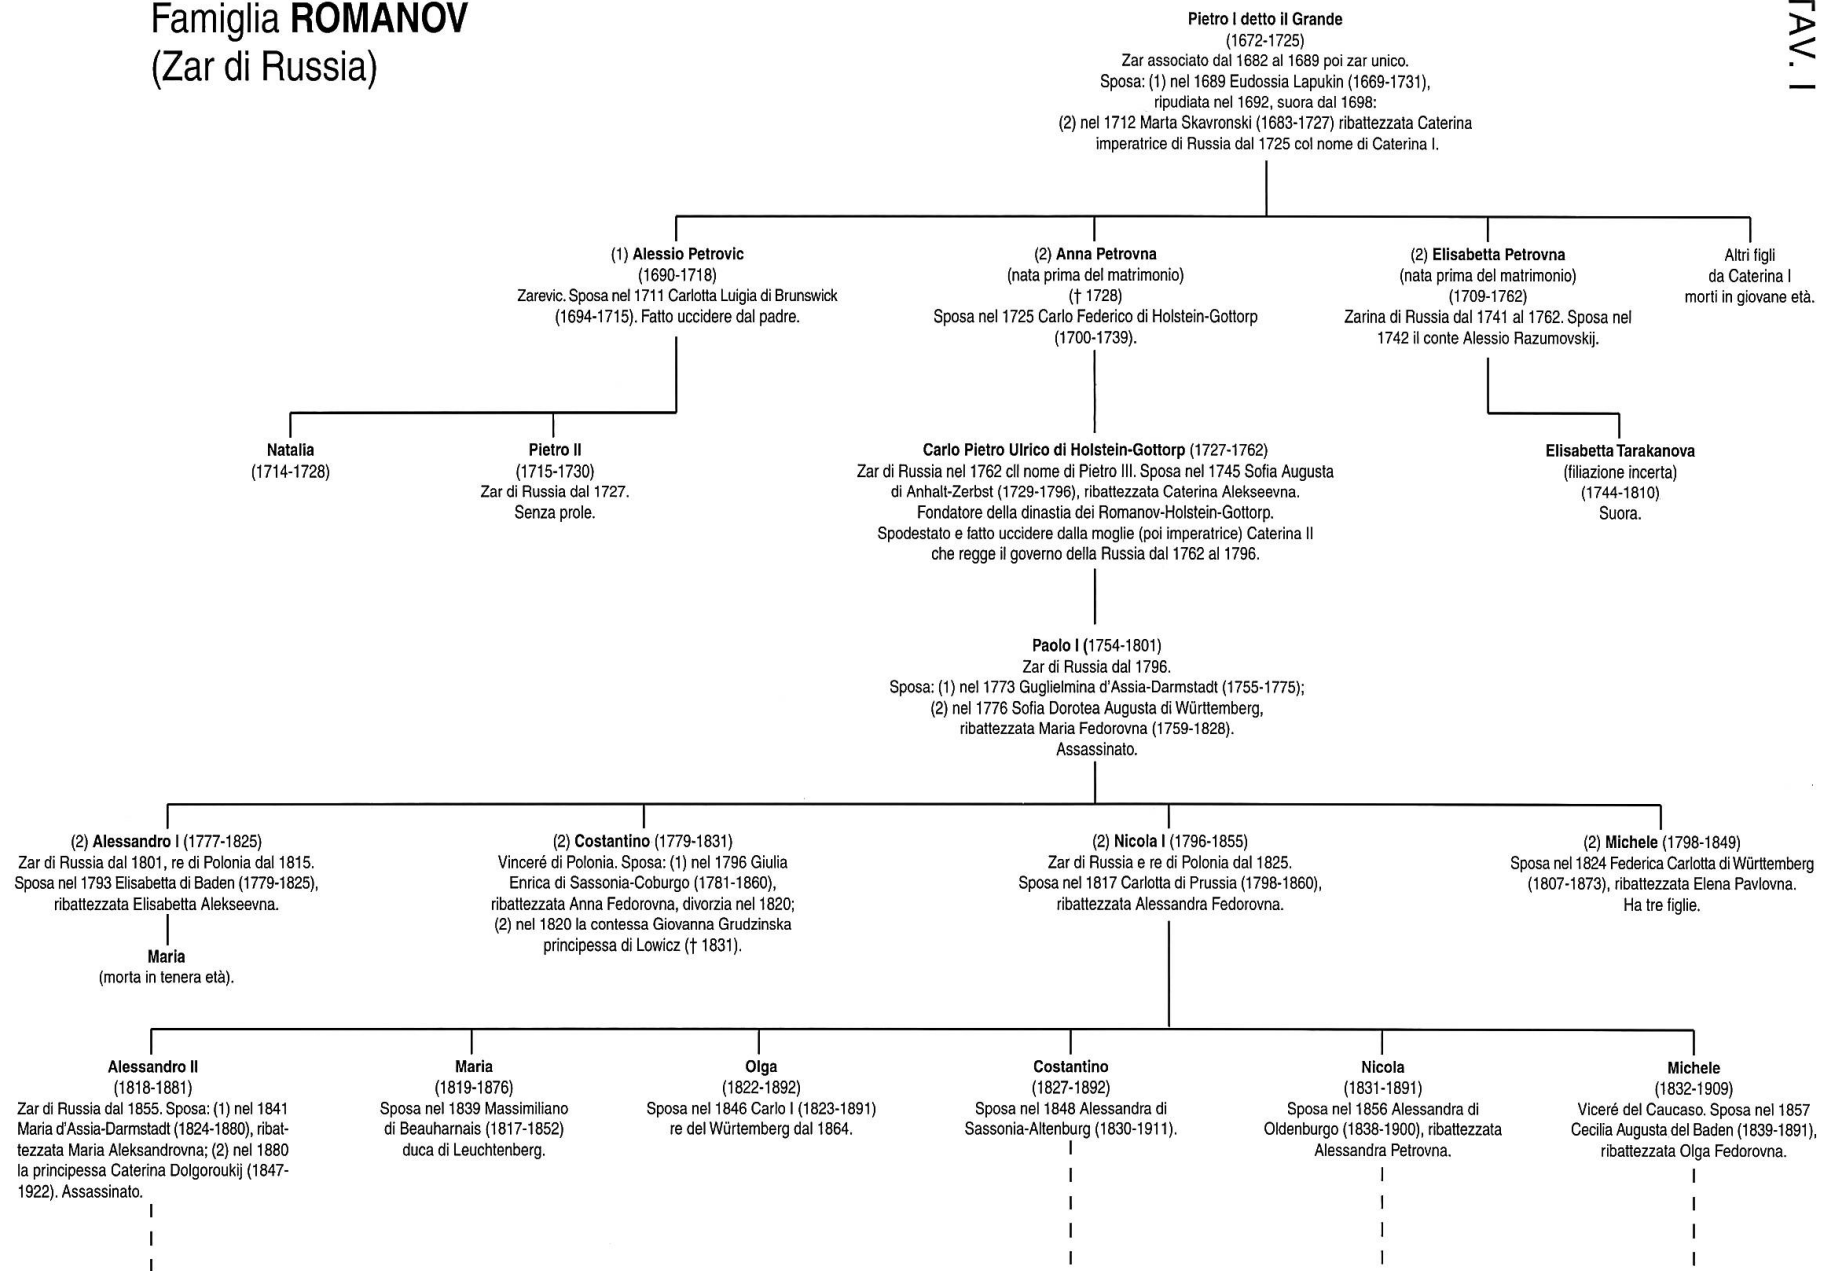 Famiglia ROMANOV
(Zar di Russia)
TAV. I
Pietro I detto il Grande
(1672-1725)
Zar associato dal 1682 al 1689 poi zar unico.
Sposa: (1) nel 1689 Eudossia Lapukin (1669-1731),
ripudiata nel 1692, suora dal 1698:
(2) nel 1712 Marta Skavronski (1683-1727) ribattezzata Caterina
imperatrice di Russia dal 1725 col nome di Caterina I.
(1) Alessio Petrovic
(1690-1718)
Zarevic. Sposa nel 1711 Carlotta Luigia di Brunswick
(1694-1715). Fatto uccidere dal padre.
(2) Anna Petrovna
(nata prima del matrimonio)
(† 1728)
Sposa nel 1725 Carlo Federico di Holstein-Gottorp
(1700-1739).
(2) Elisabetta Petrovna
(nata prima del matrimonio)
(1709-1762)
Zarina di Russia dal 1741 al 1762. Sposa nel
1742 il conte Alessio Razumovskij.
Altri figli
da Caterina I
morti in giovane età.
Natalia
(1714-1728)
Pietro II
(1715-1730)
Zar di Russia dal 1727.
Senza prole.
Carlo Pietro Ulrico di Holstein-Gottorp (1727-1762)
Zar di Russia nel 1762 cll nome di Pietro III. Sposa nel 1745 Sofia Augusta
di Anhalt-Zerbst (1729-1796), ribattezzata Caterina Alekseevna.
Fondatore della dinastia dei Romanov-Holstein-Gottorp.
Spodestato e fatto uccidere dalla moglie (poi imperatrice) Caterina II
che regge il governo della Russia dal 1762 al 1796.
Elisabetta Tarakanova
(filiazione incerta)
(1744-1810)
Suora.
Paolo I (1754-1801)
Zar di Russia dal 1796.
Sposa: (1) nel 1773 Guglielmina d'Assia-Darmstadt (1755-1775);
(2) nel 1776 Sofia Dorotea Augusta di Württemberg,
ribattezzata Maria Fedorovna (1759-1828).
Assassinato.
(2) Alessandro I (1777-1825)
Zar di Russia dal 1801, re di Polonia dal 1815.
Sposa nel 1793 Elisabetta di Baden (1779-1825),
ribattezzata Elisabetta Alekseevna.
Maria
(morta in tenera età).
(2) Costantino (1779-1831)
Vinceré di Polonia. Sposa: (1) nel 1796 Giulia
Enrica di Sassonia-Coburgo (1781-1860),
ribattezzata Anna Fedorovna, divorzia nel 1820;
(2) nel 1820 la contessa Giovanna Grudzinska
principessa di Lowicz († 1831).
(2) Nicola I (1796-1855)
Zar di Russia e re di Polonia dal 1825.
Sposa nel 1817 Carlotta di Prussia (1798-1860),
ribattezzata Alessandra Fedorovna.
(2) Michele (1798-1849)
Sposa nel 1824 Federica Carlotta di Württemberg
(1807-1873), ribattezzata Elena Pavlovna.
Ha tre figlie.
Alessandro II
(1818-1881)
Zar di Russia dal 1855. Sposa: (1) nel 1841
Maria d'Assia-Darmstadt (1824-1880), ribat-
tezzata Maria Aleksandrovna; (2) nel 1880
la principessa Caterina Dolgoroukij (1847-
1922). Assassinato.
Maria
(1819-1876)
Sposa nel 1839 Massimiliano
di Beauharnais (1817-1852)
duca di Leuchtenberg.
Olga
(1822-1892)
Sposa nel 1846 Carlo I (1823-1891)
re del Würtemberg dal 1864.
Costantino
(1827-1892)
Sposa nel 1848 Alessandra di
Sassonia-Altenburg (1830-1911).
Nicola
(1831-1891)
Sposa nel 1856 Alessandra di
Oldenburgo (1838-1900), ribattezzata
Alessandra Petrovna.
Michele
(1832-1909)
Viceré del Caucaso. Sposa nel 1857
Cecilia Augusta del Baden (1839-1891),
ribattezzata Olga Fedorovna.